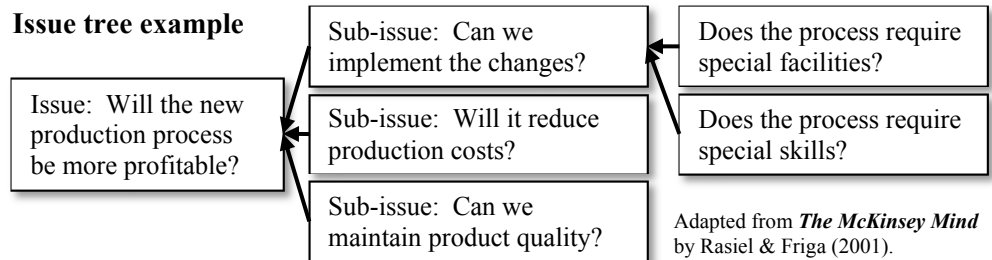 Issue tree example
Issue: Will the new
production process
be more profitable?
Sub-issue: Can we
implement the changes?
Sub-issue: Will it reduce
production costs?
Sub-issue: Can we
maintain product quality?
Does the process require
special facilities?
Does the process require
special skills?
Adapted from The McKinsey Mind
by Rasiel & Friga (2001).